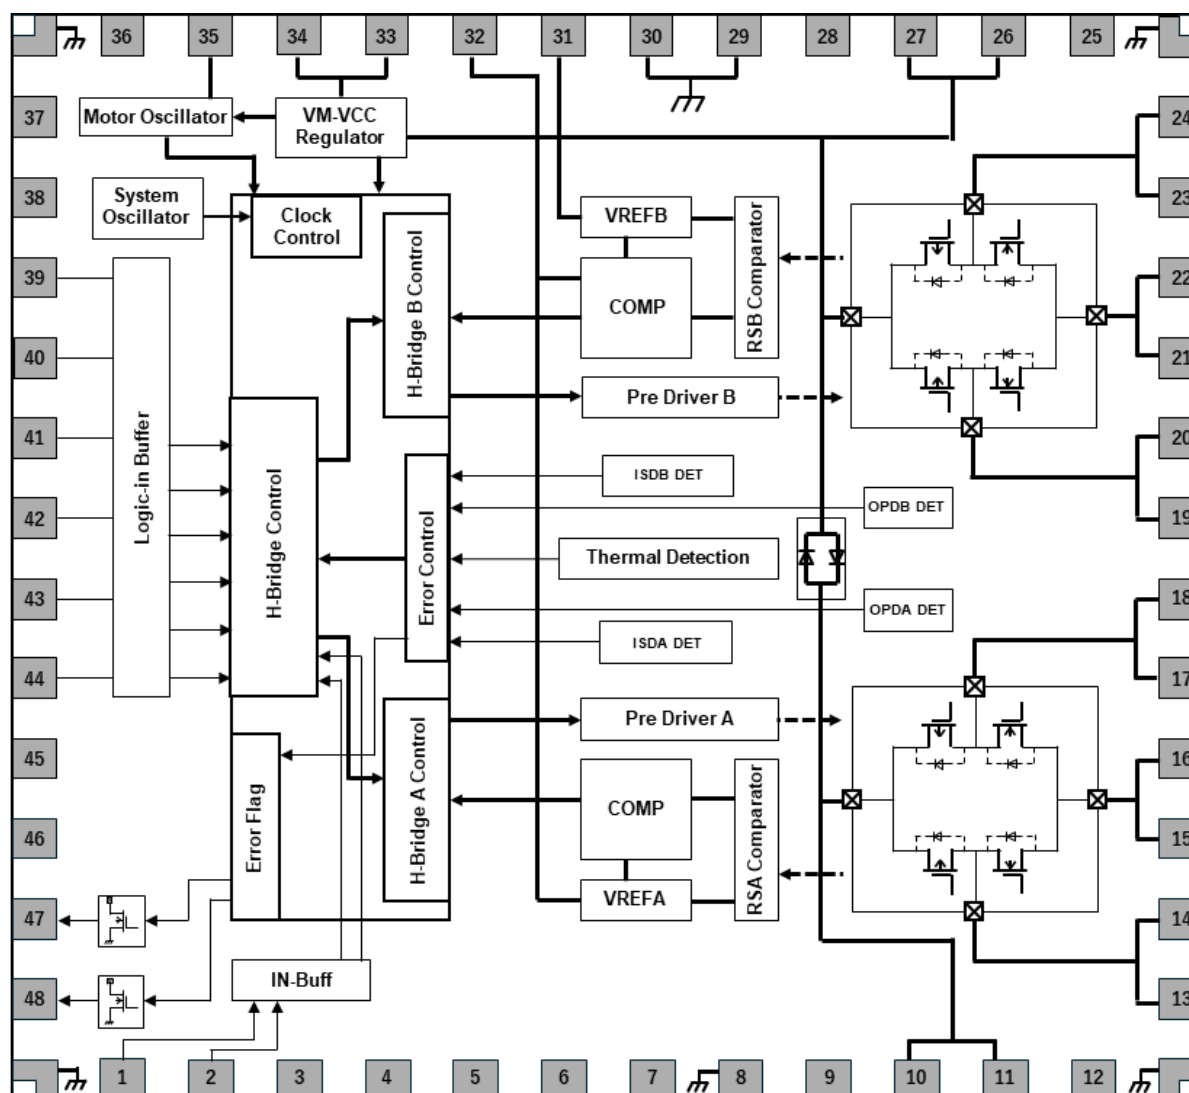 36 35 34 33 32 31 30 29 28 27 26 25
Motor Oscillator
VM-VCC
Regulator
37
24
System
Oscillator
Clock
Control
38
23
VREFB
H-Bridge B Control
COMP
RSB Comparator
39
22
40
21
Pre Driver B
41
20
Logic-in Buffer
H-Bridge Control
Error Control
ISDB DET
OPDB DET
42
19
Thermal Detection
43
18
OPDA DET
ISDA DET
44
17
Pre Driver A
H-Bridge A Control
45
16
COMP
RSA Comparator
Error Flag
46
15
VREFA
47
14
IN-Buff
48
13
1 2 3 4 5 6 7 8 9 10 11 12